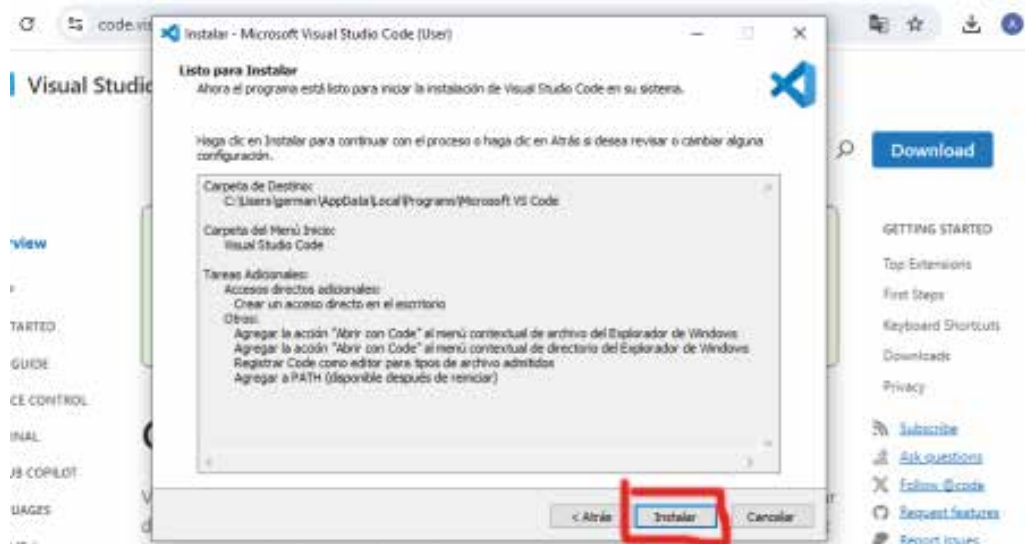 code.vis
Instalar - Microsoft Visual Studio Code (User)
Visual Studio
Listo para Instalar
Ahora el programa está listo para iniciar la instalación de Visual Studio Code en su sistema.
Haga clic en Instalar para continuar con el proceso o haga clic en Atrás si desea revisar o cambiar alguna
configuración.
Carpeta de Destino:
C:\Users\german\AppData\Local\Programs\Microsoft VS Code
Carpeta del Menú Inicio:
Visual Studio Code
Tareas Adicionales:
Accesos directos adicionales:
Crear un acceso directo en el escritorio
Otros:
Agregar la acción "Abrir con Code" al menú contextual de archivo del Explorador de Windows
Agregar la acción "Abrir con Code" al menú contextual de directorio del Explorador de Windows
Registrar Code como editor para tipos de archivo admitidos
Agregar a PATH (disponible después de reiniciar)
< Atrás
Instalar
Cancelar
Download
GETTING STARTED
Top Extensions
First Steps
Keyboard Shortcuts
Downloads
Privacy
Subscribe
Ask questions
Follow @code
Request features
Report issues
rview
TARTED
GUIDE
CE CONTROL
INAL
UB COPILOT
UAGES